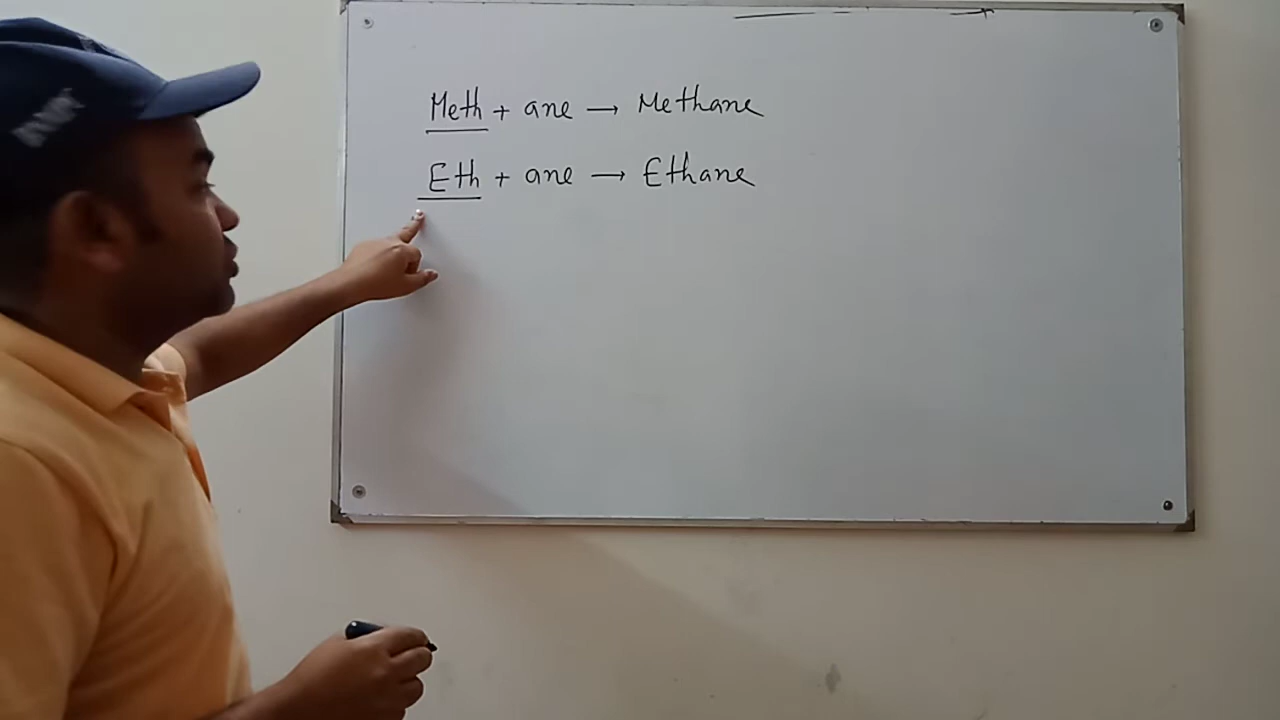 Meth + ane → Methane
Eth + ane → Ethane